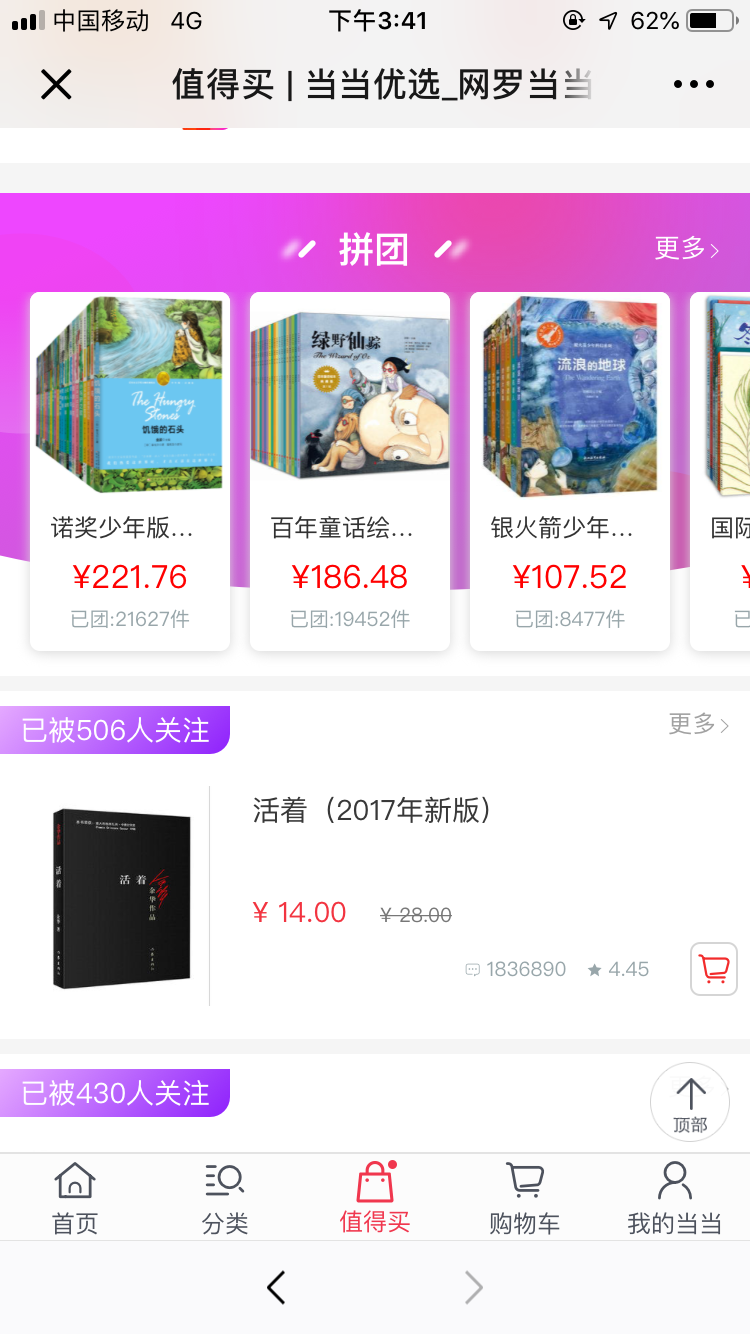 中国移动 4G 下午3:41 62%
值得买 | 当当优选_网罗当当
拼团
更多
The Hungry Stones
饥饿的石头
绿野仙踪
The Wizard of Oz
流浪的地球
The Wandering Earth
诺奖少年版...
百年童话绘...
银火箭少年...
国际
¥221.76
¥186.48
¥107.52
¥
已团:21627件
已团:19452件
已团:8477件
已
已被506人关注
更多
活着（2017年新版）
活着
余华作品
活着
¥ 14.00 ¥ 28.00
1836890 4.45
已被430人关注
顶部
首页 分类 值得买 购物车 我的当当